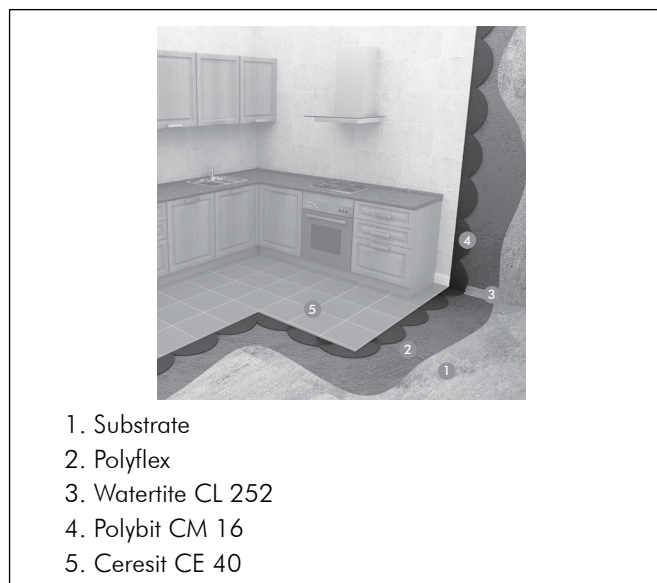 4
3
5
2
1
1. Substrate
2. Polyflex
3. Watertite CL 252
4. Polybit CM 16
5. Ceresit CE 40